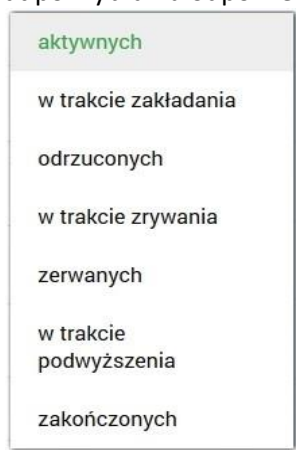 aktywnych
w trakcie zakładania
odrzuconych
w trakcie zrywania
zerwanych
w trakcie
podwyższenia
zakończonych